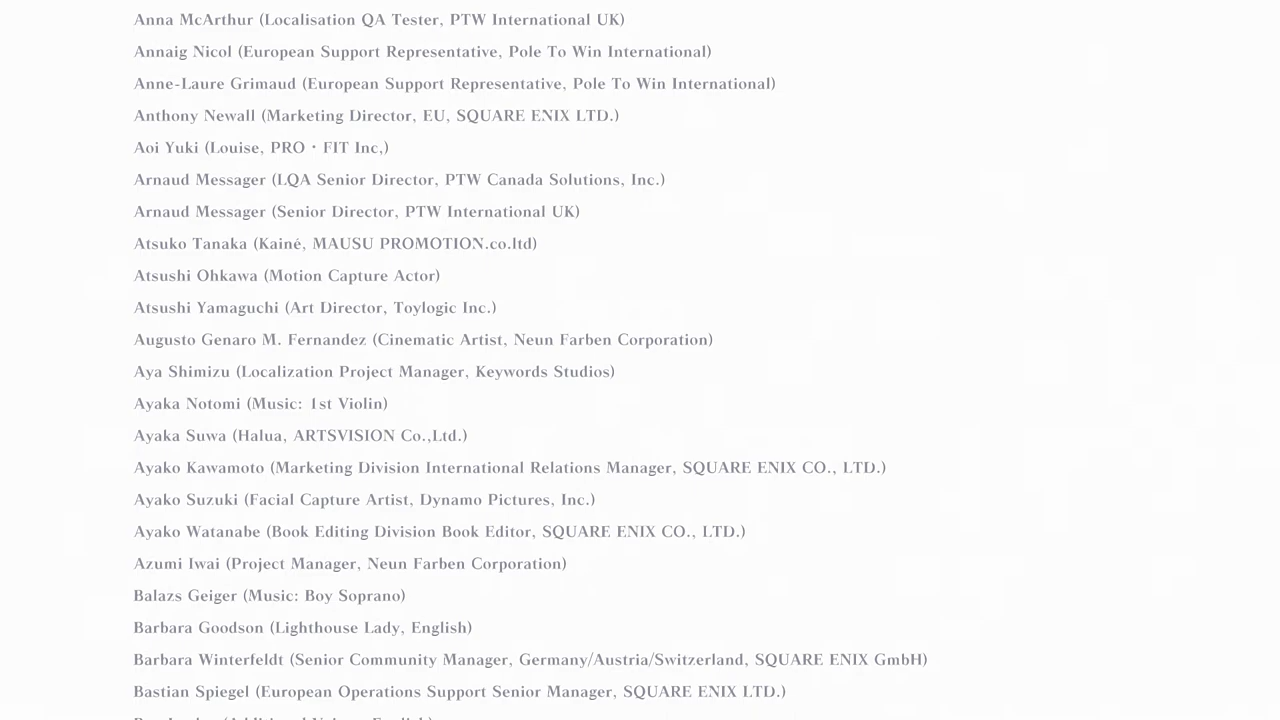 Anna McArthur (Localisation QA Tester, PTW International UK)
Annaig Nicol (European Support Representative, Pole To Win International)
Anne-Laure Grimaud (European Support Representative, Pole To Win International)
Anthony Newall (Marketing Director, EU, SQUARE ENIX LTD.)
Aoi Yuki (Louise, PRO・FIT Inc,)
Arnaud Messager (LQA Senior Director, PTW Canada Solutions, Inc.)
Arnaud Messager (Senior Director, PTW International UK)
Atsuko Tanaka (Kainé, MAUSU PROMOTION.co.ltd)
Atsushi Ohkawa (Motion Capture Actor)
Atsushi Yamaguchi (Art Director, Toylogic Inc.)
Augusto Genaro M. Fernandez (Cinematic Artist, Neun Farben Corporation)
Aya Shimizu (Localization Project Manager, Keywords Studios)
Ayaka Notomi (Music: 1st Violin)
Ayaka Suwa (Halua, ARTSVISION Co.,Ltd.)
Ayako Kawamoto (Marketing Division International Relations Manager, SQUARE ENIX CO., LTD.)
Ayako Suzuki (Facial Capture Artist, Dynamo Pictures, Inc.)
Ayako Watanabe (Book Editing Division Book Editor, SQUARE ENIX CO., LTD.)
Azumi Iwai (Project Manager, Neun Farben Corporation)
Balazs Geiger (Music: Boy Soprano)
Barbara Goodson (Lighthouse Lady, English)
Barbara Winterfeldt (Senior Community Manager, Germany/Austria/Switzerland, SQUARE ENIX GmbH)
Bastian Spiegel (European Operations Support Senior Manager, SQUARE ENIX LTD.)